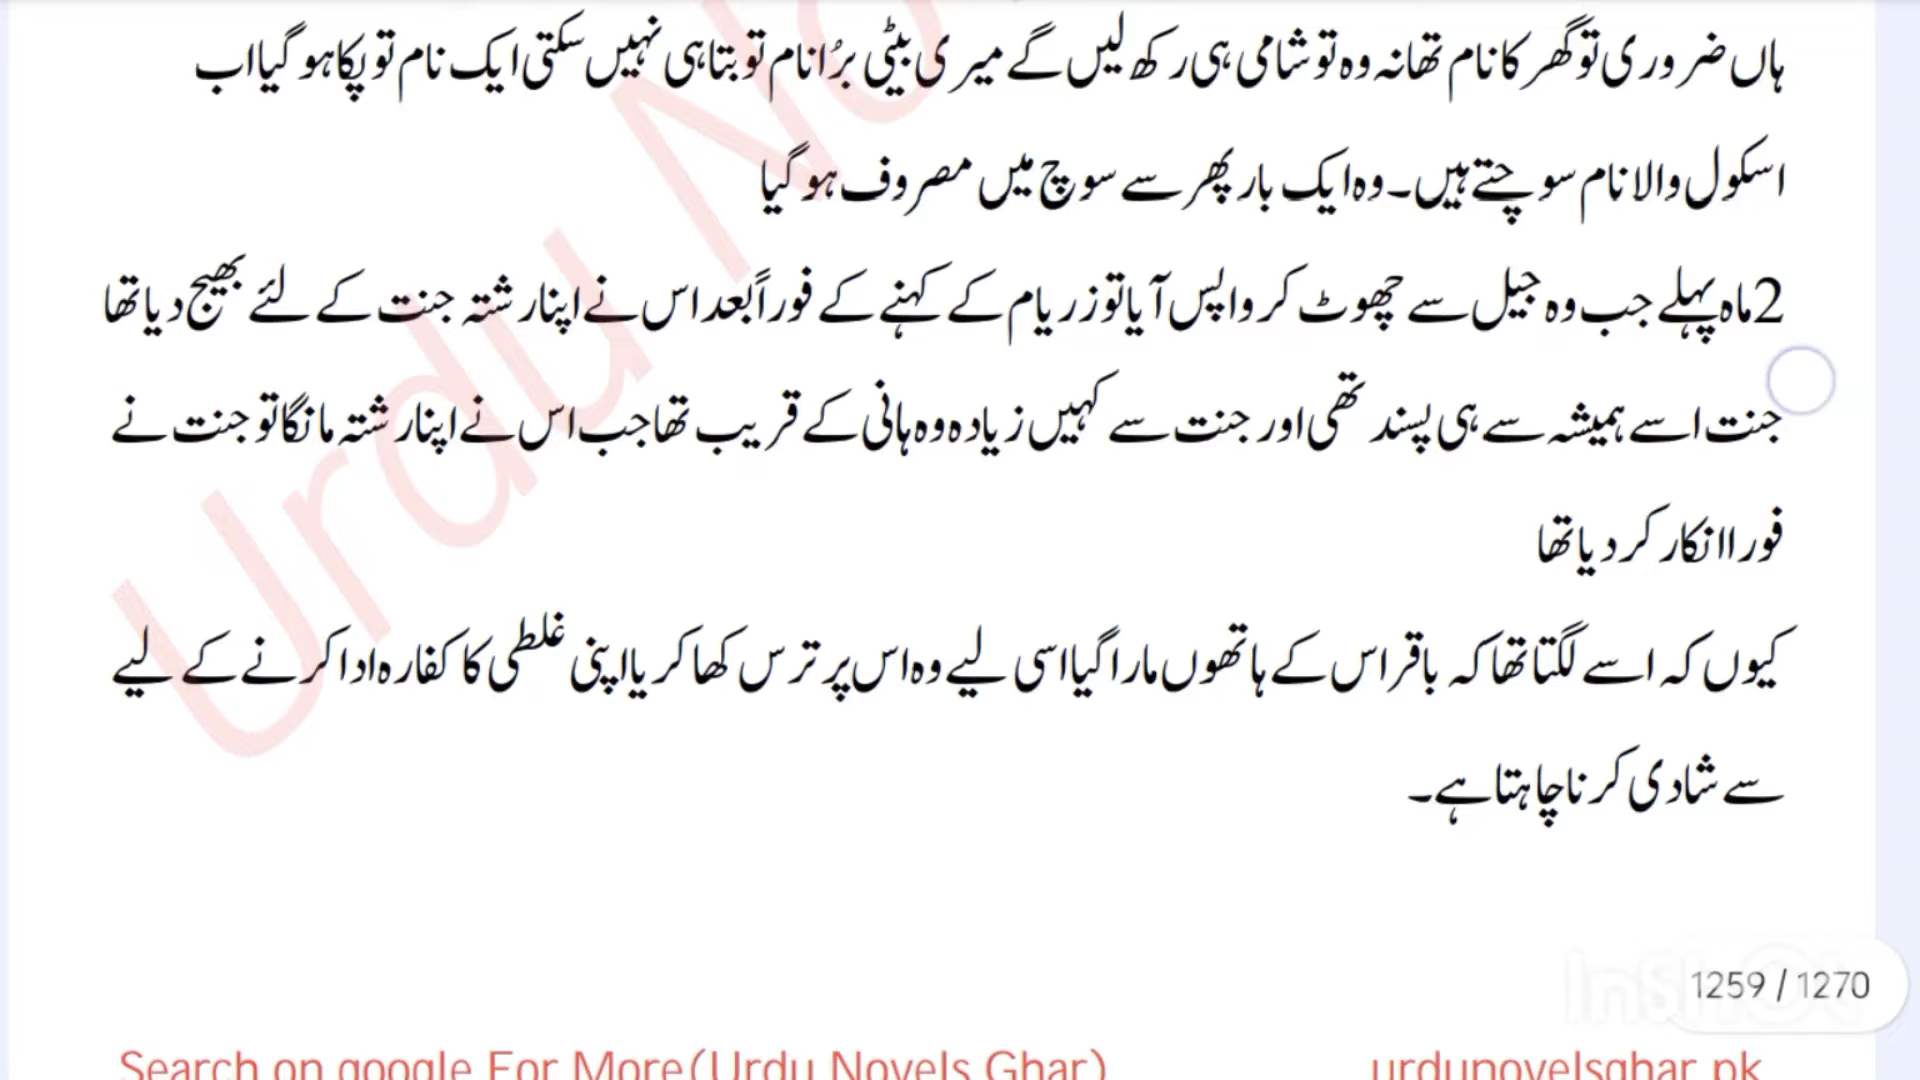 ہاں ضروری تو گھر کا نام تھا نہ وہ تو شامی ہی رکھ لیں گے میری بیٹی بُرا نام تو بتا ہی نہیں سکتی ایک نام تو پکا ہو گیا اب
اسکول والا نام سوچتے ہیں۔ وہ ایک بار پھر سے سوچ میں مصروف ہو گیا
2 ماہ پہلے جب وہ جیل سے چھوٹ کر واپس آیا تو زریام کے کہنے کے فوراً بعد اس نے اپنا رشتہ جنت کے لئے بھیج دیا تھا
جنت اسے ہمیشہ سے ہی پسند تھی اور جنت سے کہیں زیادہ وہ ہانی کے قریب تھا جب اس نے اپنا رشتہ مانگا تو جنت نے
فورا انکار کر دیا تھا
کیوں کہ اسے لگتا تھا کہ باقر اس کے ہاتھوں مارا گیا اسی لیے وہ اس پر ترس کھا کر یا اپنی غلطی کا کفارہ ادا کرنے کے لیے
سے شادی کرنا چاہتا ہے۔
Urdu No
InShOt
1259 / 1270
Search on google For More(Urdu Novels Ghar) urdunovelsghar.pk